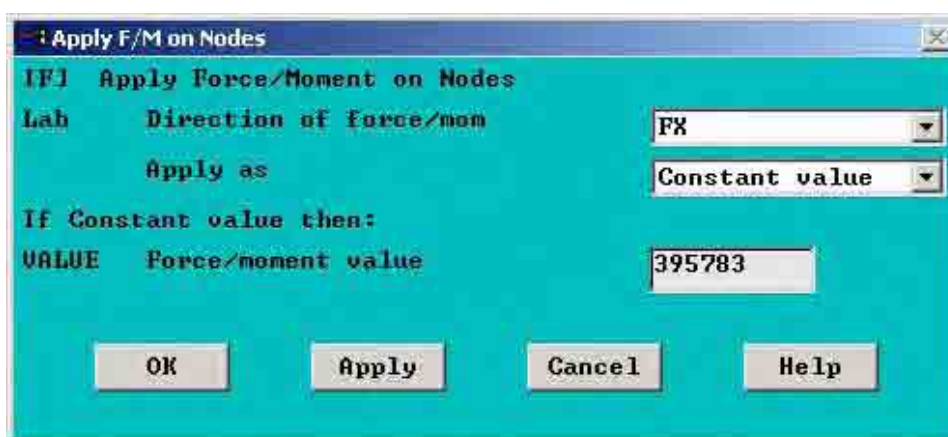 Apply F/M on Nodes
[F] Apply Force/Moment on Nodes
Lab Direction of force/mom FX
Apply as Constant value
If Constant value then:
VALUE Force/moment value 395783
OK Apply Cancel Help